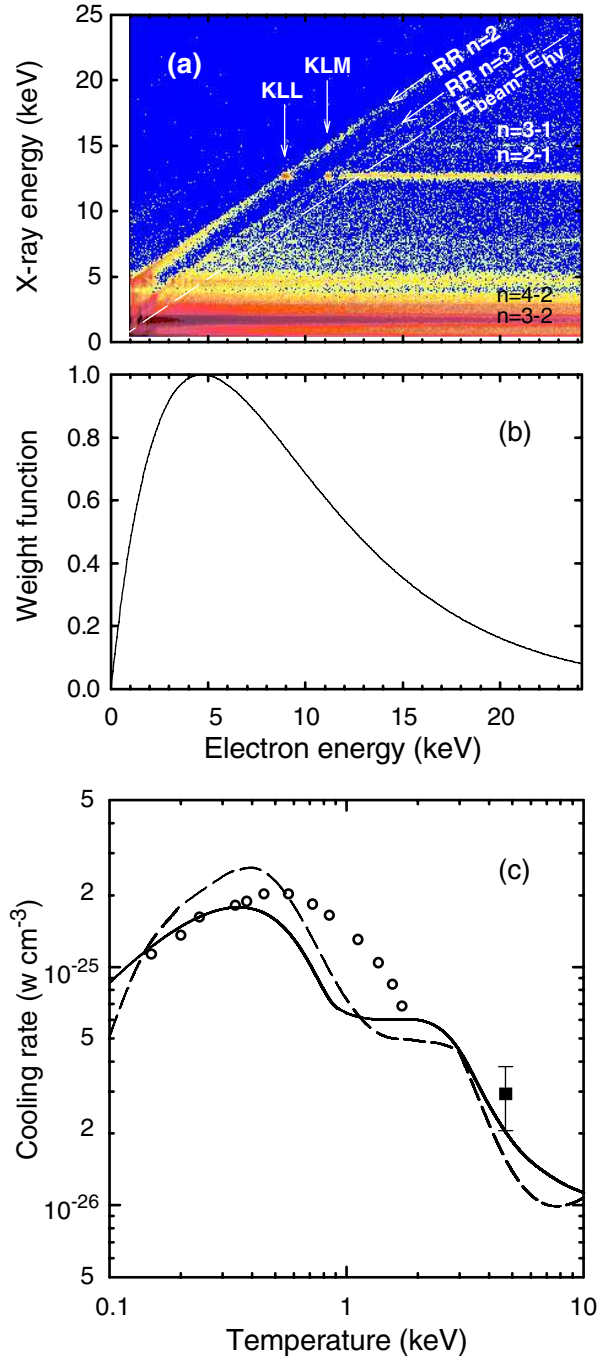 25
20
15
10
5
0
X-ray energy (keV)
(a)
KLL
KLM
RR n=2
RR n=3
E_beam= E_hν
n=3-1
n=2-1
n=4-2
n=3-2
1.0
0.8
0.6
0.4
0.2
0.0
Weight function
(b)
0 5 10 15 20
Electron energy (keV)
5
2
10^-25
5
2
10^-26
5
Cooling rate (w cm^-3)
(c)
0.1 1 10
Temperature (keV)